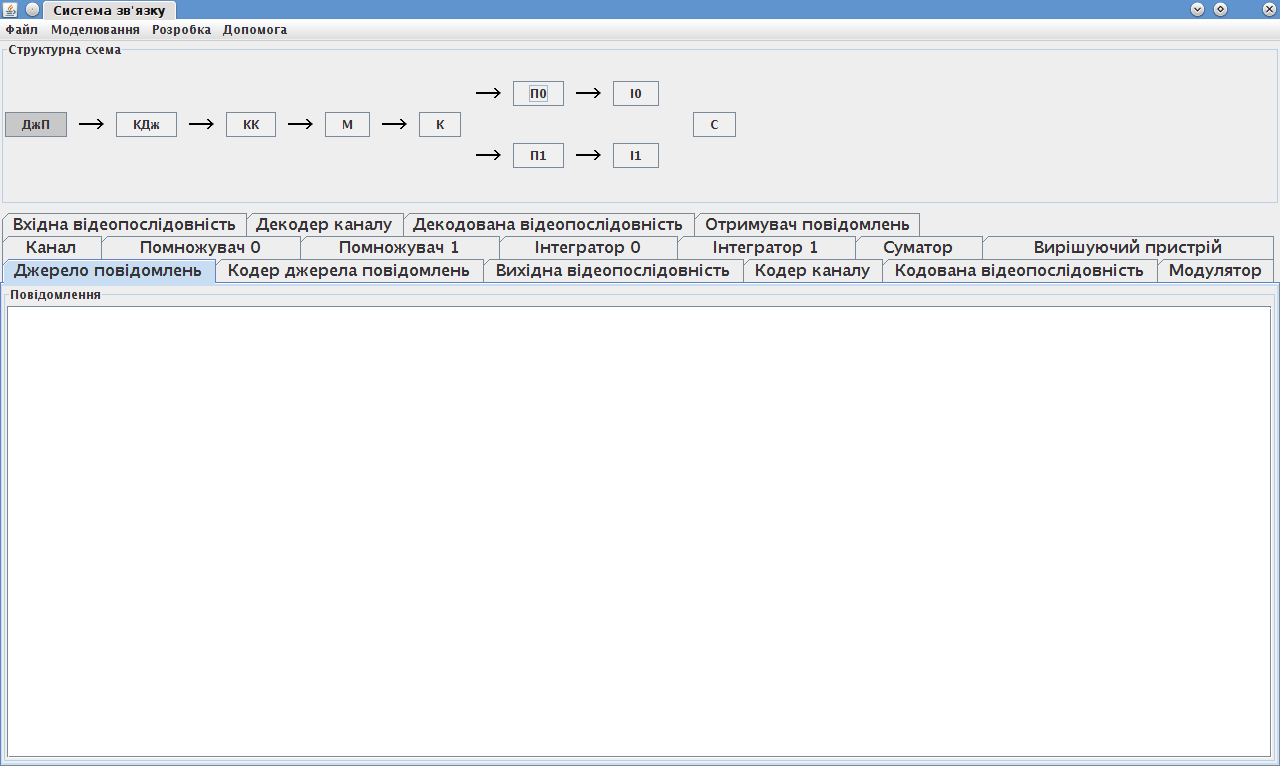 Система зв'язку
Файл Моделювання Розробка Допомога
Структурна схема
П0 І0
ДжП КДж КК М К С
П1 І1
Вхідна відеопослідовність Декодер каналу Декодована відеопослідовність Отримувач повідомлень
Канал Помножувач 0 Помножувач 1 Інтегратор 0 Інтегратор 1 Суматор Вирішуючий пристрій
Джерело повідомлень Кодер джерела повідомлень Вихідна відеопослідовність Кодер каналу Кодована відеопослідовність Модулятор
Повідомлення